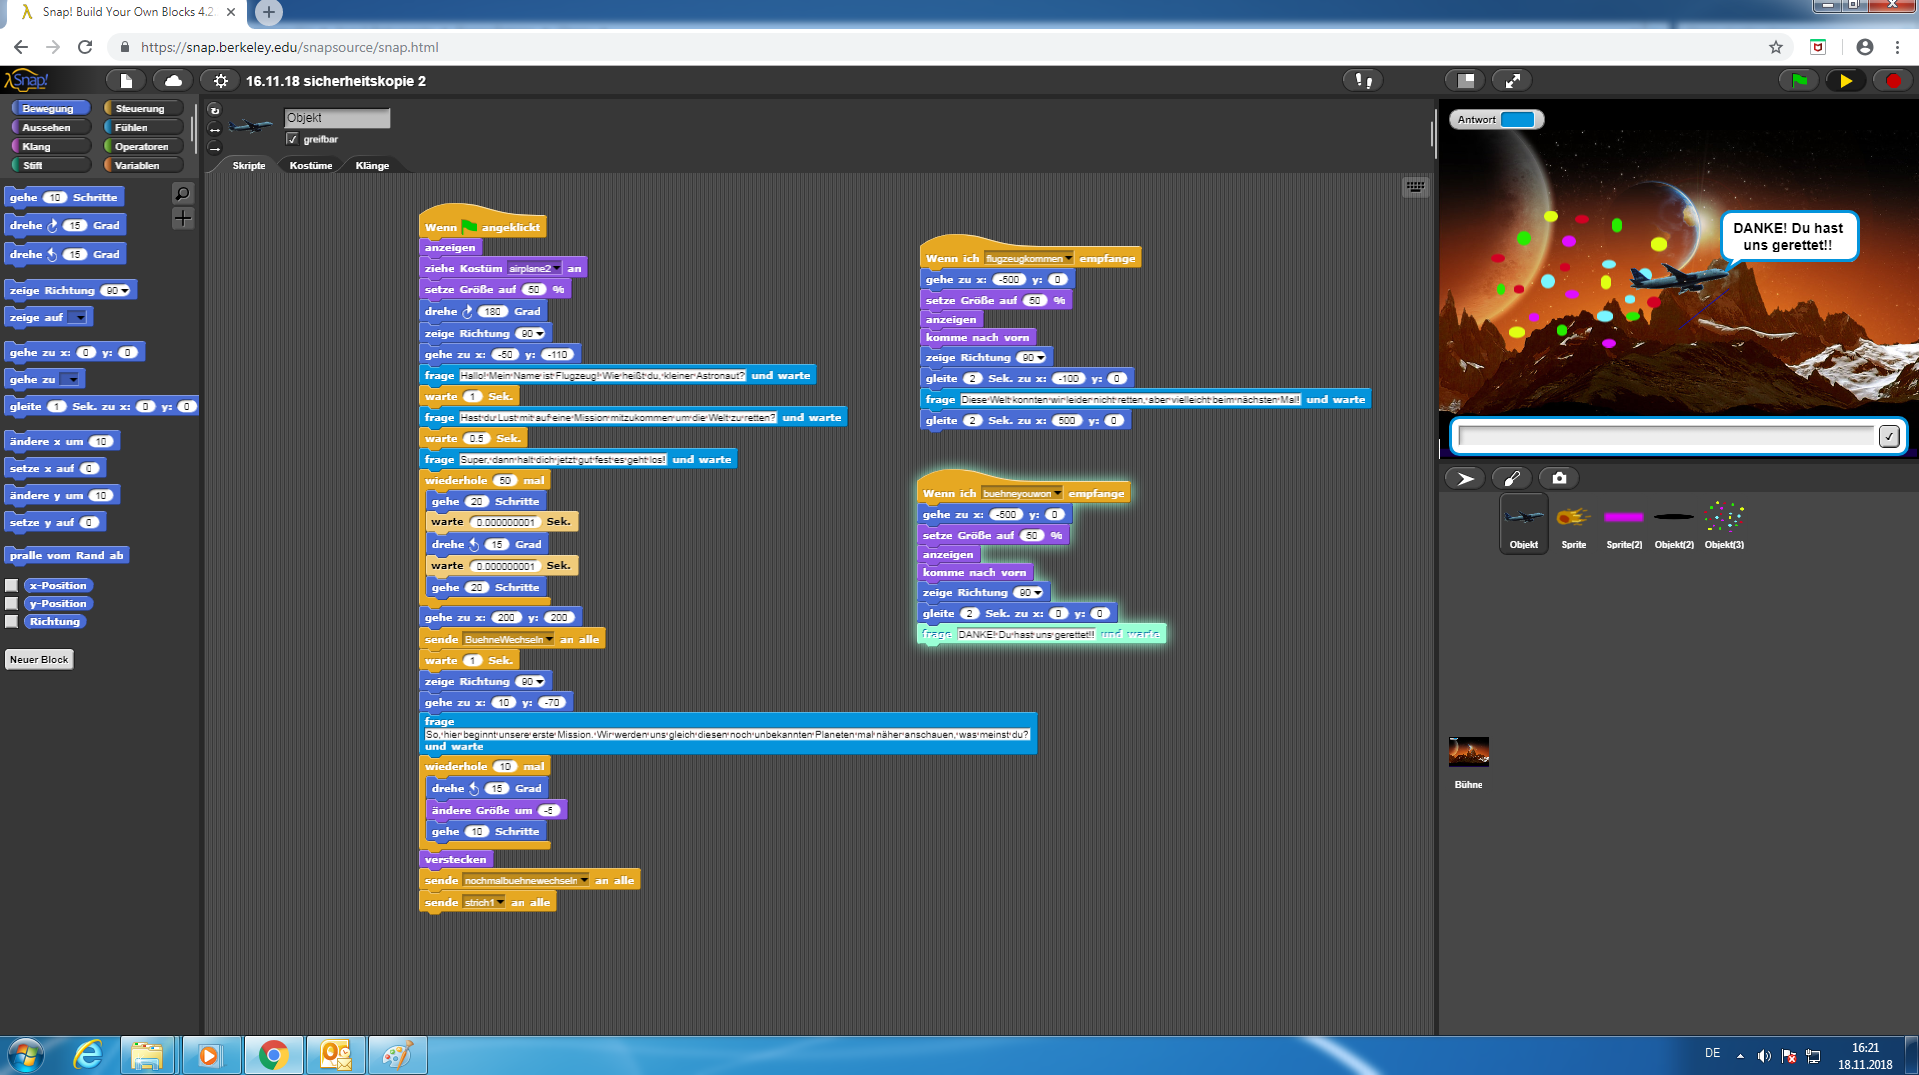 Snap! Build Your Own Blocks 4.2
https://snap.berkeley.edu/snapsource/snap.html
Snap!
16.11.18 sicherheitskopie 2
Bewegung
Steuerung
Aussehen
Fühlen
Klang
Operatoren
Stift
Variablen
gehe 10 Schritte
drehe 15 Grad
drehe 15 Grad
zeige Richtung 90
zeige auf
gehe zu x: 0 y: 0
gehe zu
gleite 1 Sek. zu x: 0 y: 0
ändere x um 10
setze x auf 0
ändere y um 10
setze y auf 0
pralle vom Rand ab
x-Position
y-Position
Richtung
Neuer Block
Objekt
greifbar
Skripte
Kostüme
Klänge
Wenn angeklickt
anzeigen
ziehe Kostüm airplane2 an
setze Größe auf 50 %
drehe 180 Grad
zeige Richtung 90
gehe zu x: -50 y: -110
frage Hallo! Mein Name ist Flugzeug! Wie heißt du, kleiner Astronaut? und warte
warte 1 Sek.
frage Hast du Lust mit auf eine Mission mitzukommen um die Welt zu retten? und warte
warte 0.5 Sek.
frage Super, dann halt dich jetzt gut fest es geht los! und warte
wiederhole 50 mal
gehe 20 Schritte
warte 0.000000001 Sek.
drehe 15 Grad
warte 0.000000001 Sek.
gehe 20 Schritte
gehe zu x: 200 y: 200
sende BuehneWechseln an alle
warte 1 Sek.
zeige Richtung 90
gehe zu x: 10 y: -70
frage
So, hier beginnt unsere erste Mission. Wir werden uns gleich diesen noch unbekannten Planeten mal näher anschauen, was meinst du?
und warte
wiederhole 10 mal
drehe 15 Grad
ändere Größe um -5
gehe 10 Schritte
verstecken
sende nochmalbuehnewechseln an alle
sende strich1 an alle
Wenn ich flugzeugkommen empfange
gehe zu x: -500 y: 0
setze Größe auf 50 %
anzeigen
komme nach vorn
zeige Richtung 90
gleite 2 Sek. zu x: -100 y: 0
frage Diese Welt konnten wir leider nicht retten, aber vielleicht beim nächsten Mal! und warte
gleite 2 Sek. zu x: 500 y: 0
Wenn ich buehneyouwon empfange
gehe zu x: -500 y: 0
setze Größe auf 50 %
anzeigen
komme nach vorn
zeige Richtung 90
gleite 2 Sek. zu x: 0 y: 0
frage DANKE! Du hast uns gerettet!! und warte
Antwort
DANKE! Du hast
uns gerettet!!
Objekt
Sprite
Sprite(2)
Objekt(2)
Objekt(3)
Bühne
DE
16:21
18.11.2018